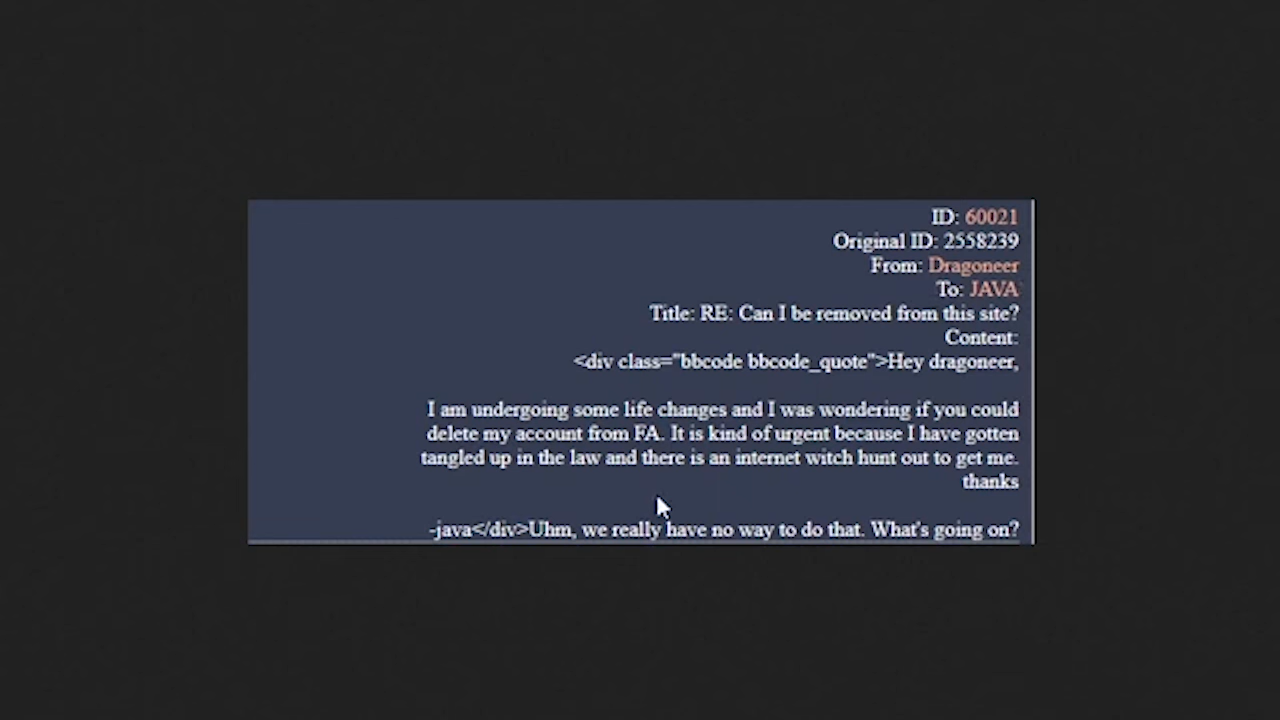 ID: 60021
Original ID: 2558239
From: Dragoneer
To: JAVA
Title: RE: Can I be removed from this site?
Content:
<div class="bbcode bbcode_quote">Hey dragoneer,
I am undergoing some life changes and I was wondering if you could
delete my account from FA. It is kind of urgent because I have gotten
tangled up in the law and there is an internet witch hunt out to get me.
thanks
-java</div>Uhm, we really have no way to do that. What's going on?